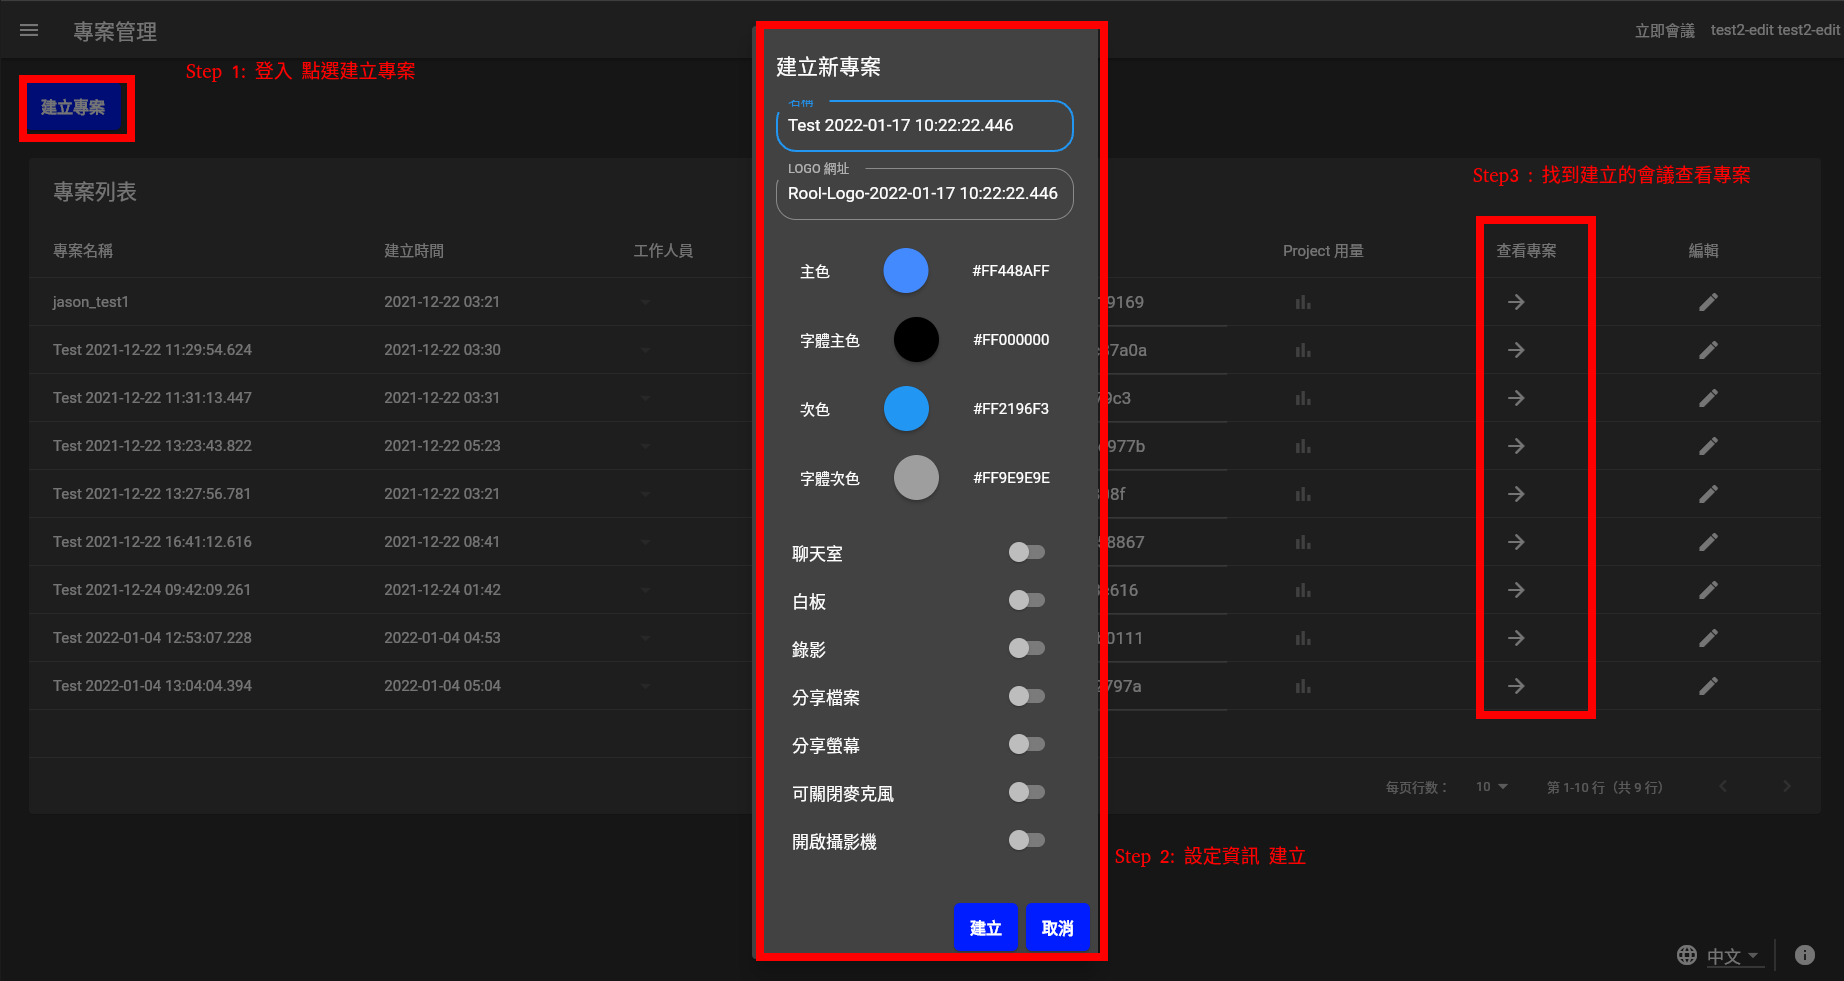 專案管理
立即會議 test2-edit test2-edit
Step 1: 登入 點選建立專案
建立專案
建立新專案
名稱
Test 2022-01-17 10:22:22.446
LOGO 網址
Rool-Logo-2022-01-17 10:22:22.446
主色 #FF448AFF
字體主色 #FF000000
次色 #FF2196F3
字體次色 #FF9E9E9E
聊天室
白板
錄影
分享檔案
分享螢幕
可關閉麥克風
開啟攝影機
建立 取消
Step 2: 設定資訊 建立
Step3 : 找到建立的會議查看專案
專案列表
專案名稱 建立時間 工作人員 Project 用量 查看專案 編輯
jason_test1 2021-12-22 03:21 9169
Test 2021-12-22 11:29:54.624 2021-12-22 03:30 37a0a
Test 2021-12-22 11:31:13.447 2021-12-22 03:31 9c3
Test 2021-12-22 13:23:43.822 2021-12-22 05:23 977b
Test 2021-12-22 13:27:56.781 2021-12-22 03:21 08f
Test 2021-12-22 16:41:12.616 2021-12-22 08:41 8867
Test 2021-12-24 09:42:09.261 2021-12-24 01:42 c616
Test 2022-01-04 12:53:07.228 2022-01-04 04:53 0111
Test 2022-01-04 13:04:04.394 2022-01-04 05:04 797a
每页行数： 10 第 1-10 行（共 9 行）
中文